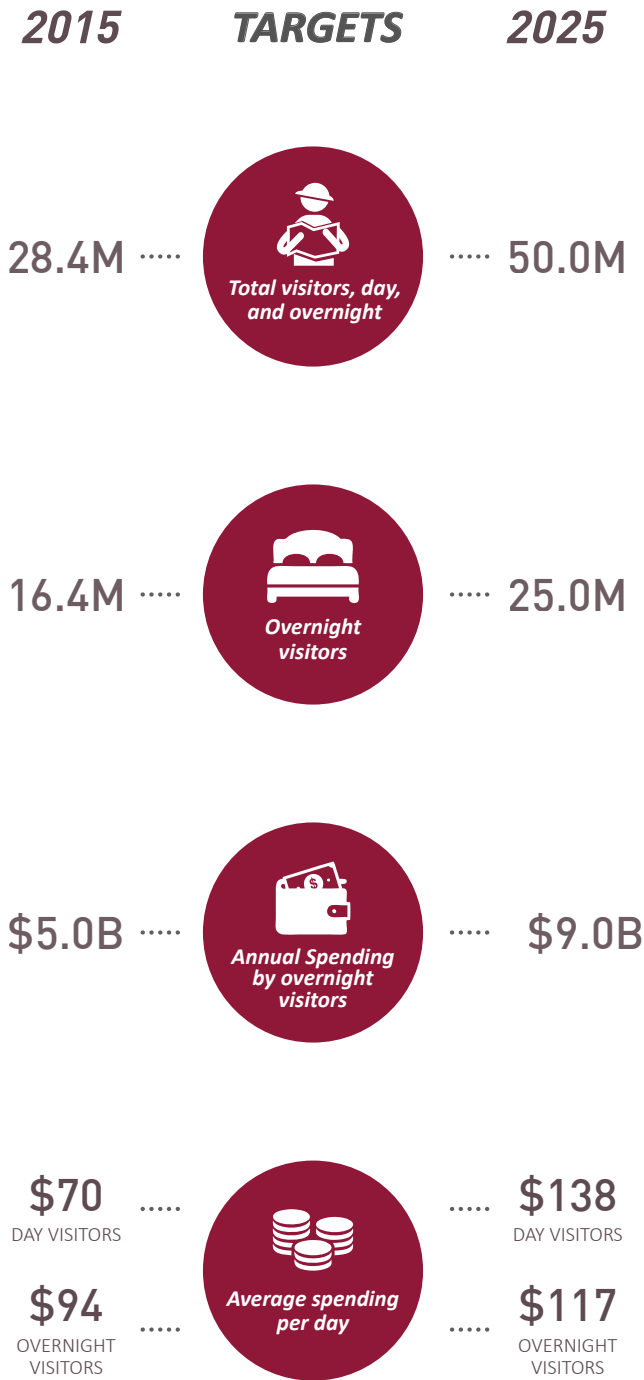 2015 TARGETS 2025
28.4M ..... ..... 50.0M
Total visitors, day,
and overnight
16.4M ..... ..... 25.0M
Overnight
visitors
$5.0B ..... ..... $9.0B
$
Annual Spending
by overnight
visitors
$70 ..... ..... $138
DAY VISITORS DAY VISITORS
Average spending
per day
$94 ..... ..... $117
OVERNIGHT OVERNIGHT
VISITORS VISITORS